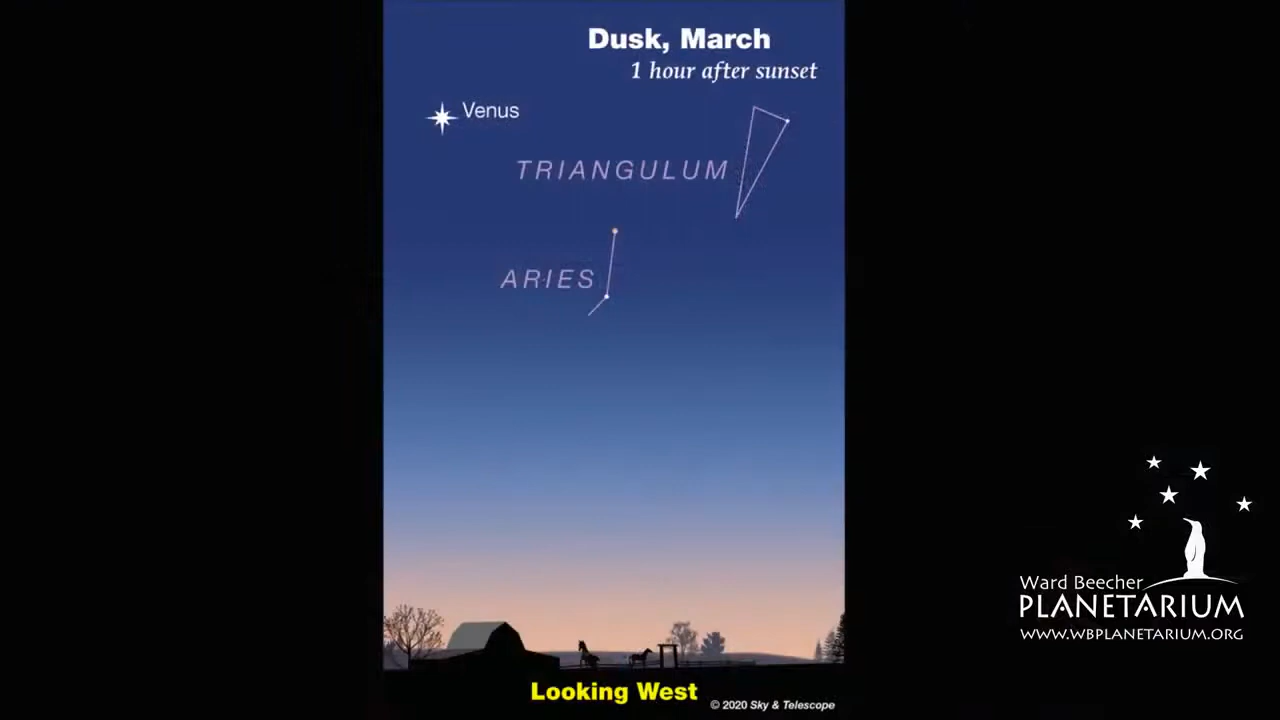 Dusk, March
1 hour after sunset
Venus
TRIANGULUM
ARIES
Looking West
© 2020 Sky & Telescope
Ward Beecher
PLANETARIUM
WWW.WBPLANETARIUM.ORG